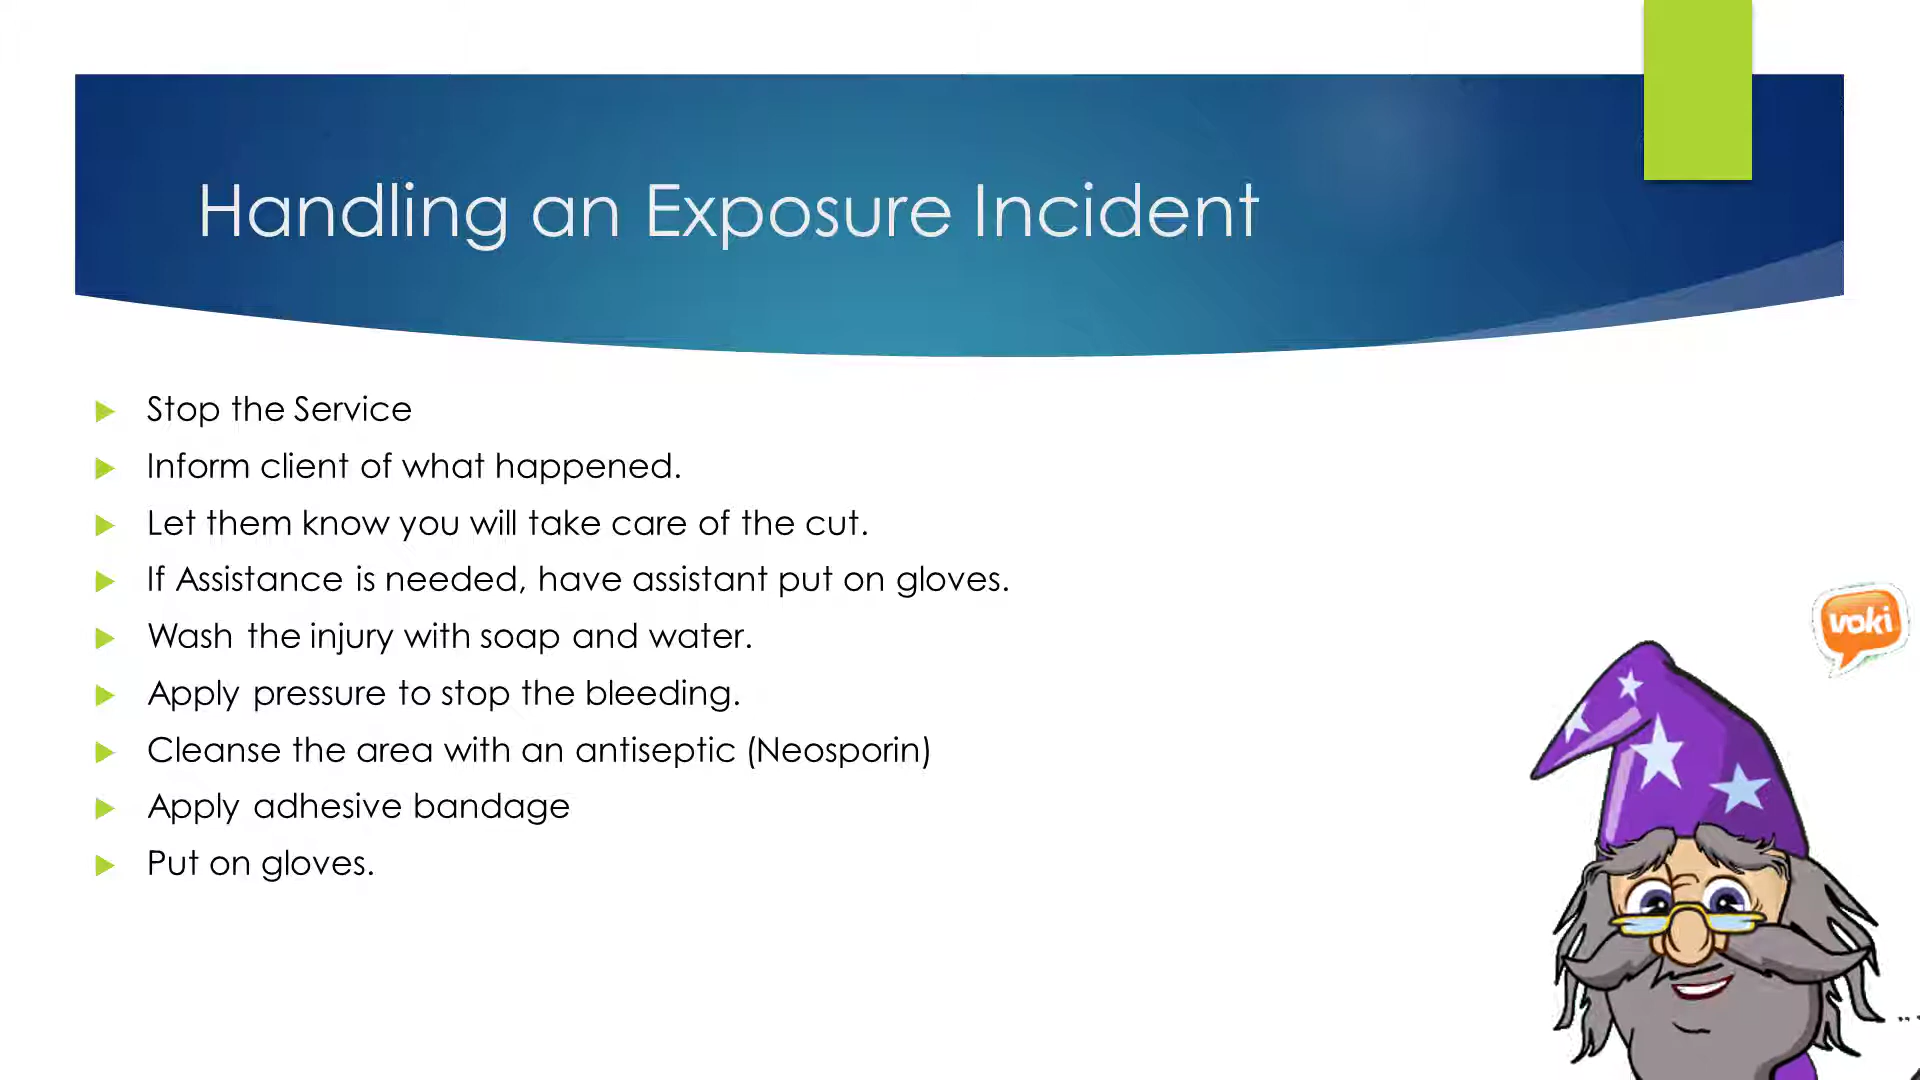 Handling an Exposure Incident
Stop the Service
Inform client of what happened.
Let them know you will take care of the cut.
If Assistance is needed, have assistant put on gloves.
Wash the injury with soap and water.
Apply pressure to stop the bleeding.
Cleanse the area with an antiseptic (Neosporin)
Apply adhesive bandage
Put on gloves.
voki